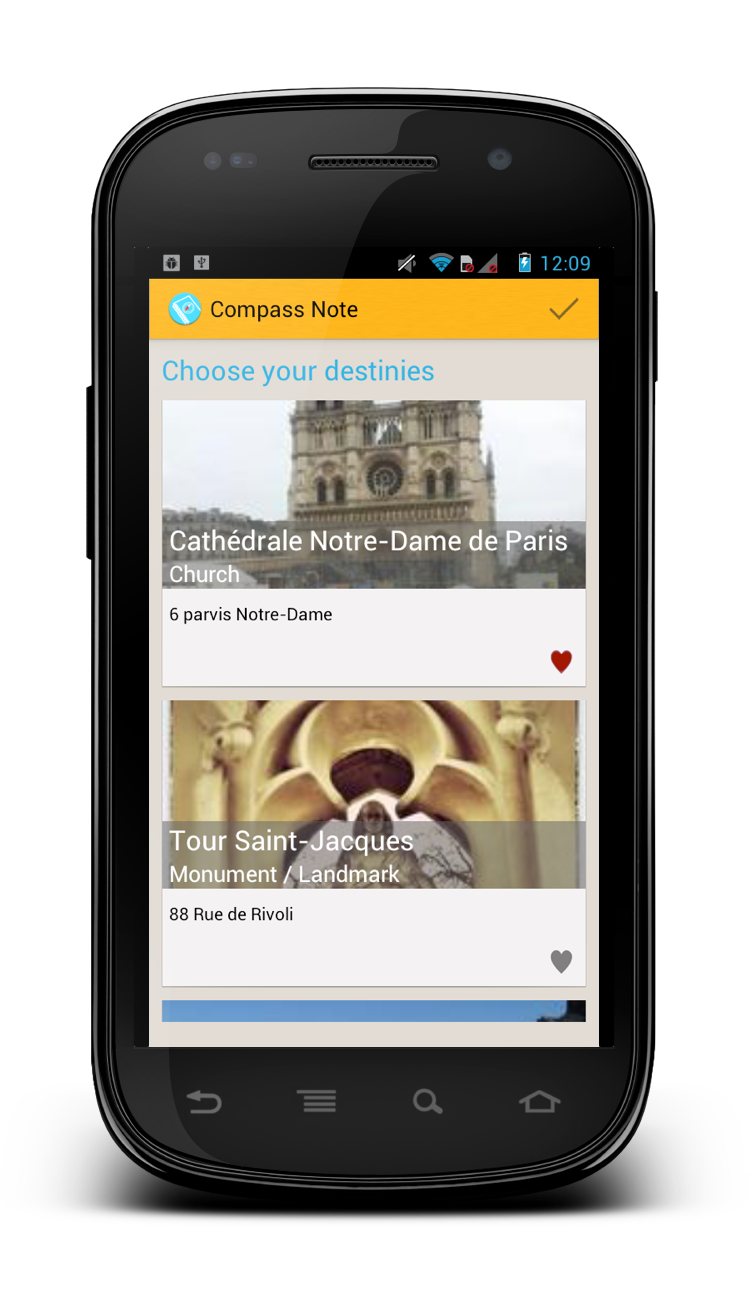 12:09
Compass Note
Choose your destinies
Cathédrale Notre-Dame de Paris
Church
6 parvis Notre-Dame
Tour Saint-Jacques
Monument / Landmark
88 Rue de Rivoli